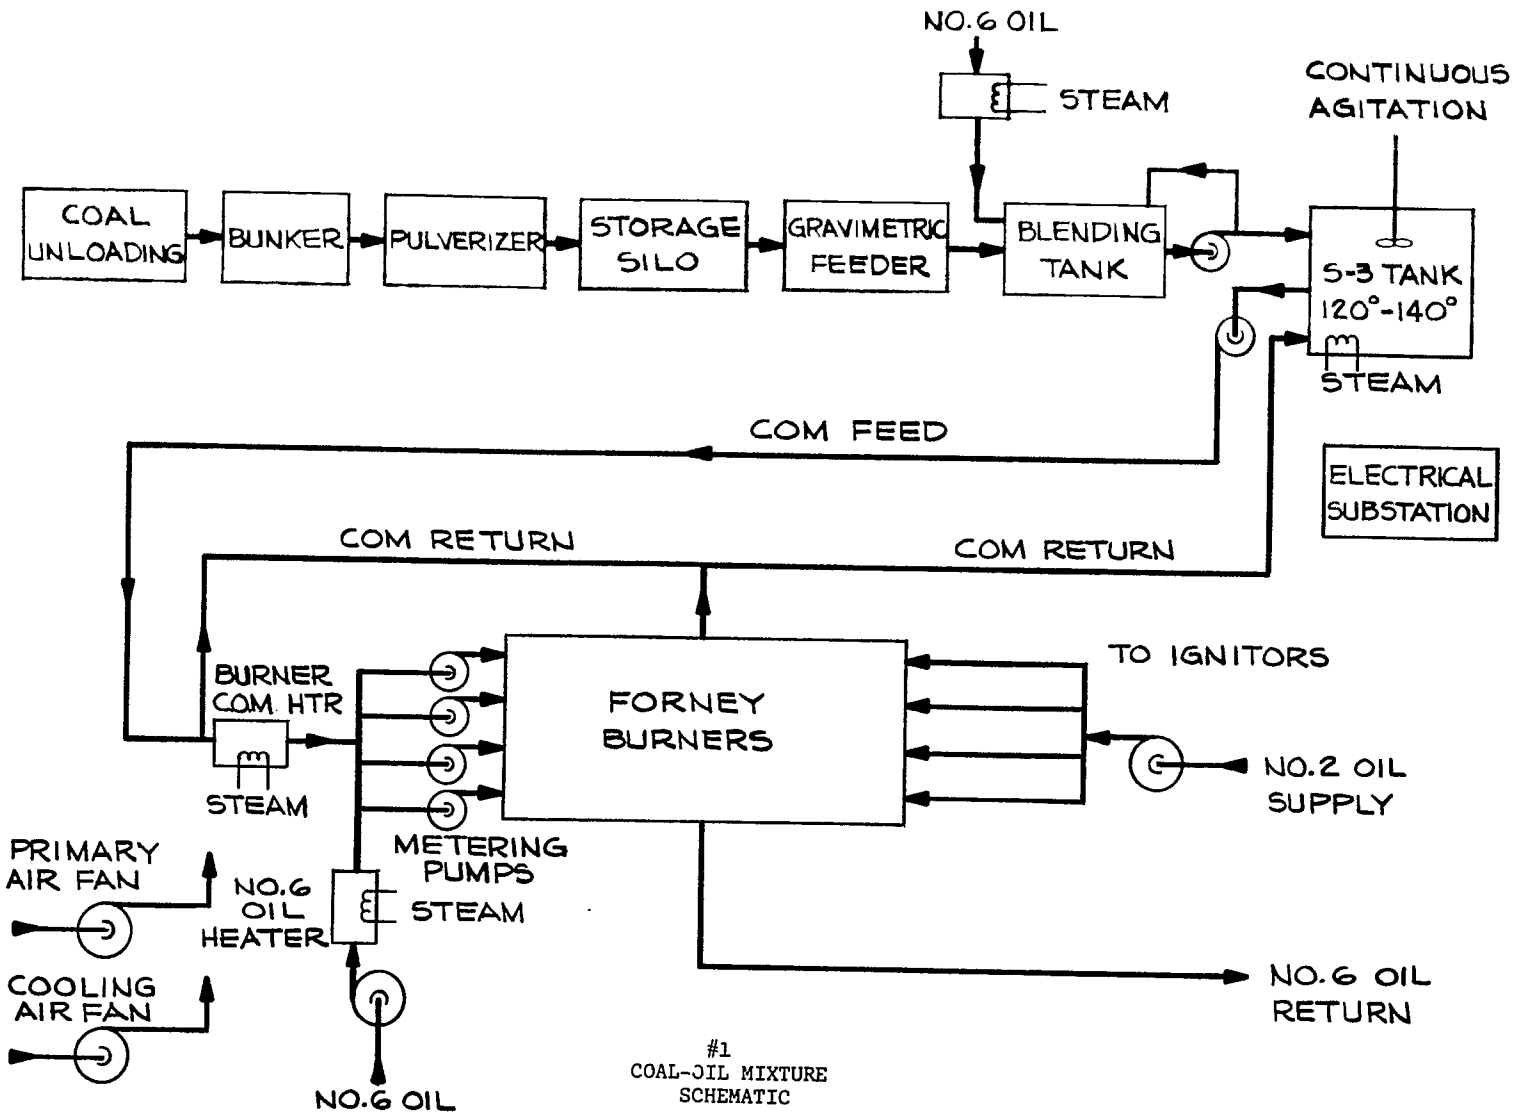 NO.6 OIL
STEAM
CONTINUOUS
AGITATION
COAL
UNLOADING
BUNKER
PULVERIZER
STORAGE
SILO
GRAVIMETRIC
FEEDER
BLENDING
TANK
S-3 TANK
120°-140°
STEAM
COM FEED
ELECTRICAL
SUBSTATION
COM RETURN
COM RETURN
BURNER
COM. HTR
STEAM
FORNEY
BURNERS
TO IGNITORS
NO.2 OIL
SUPPLY
METERING
PUMPS
PRIMARY
AIR FAN
NO.6
OIL
HEATER
STEAM
COOLING
AIR FAN
NO.6 OIL
RETURN
NO.6 OIL
#1
COAL-OIL MIXTURE
SCHEMATIC